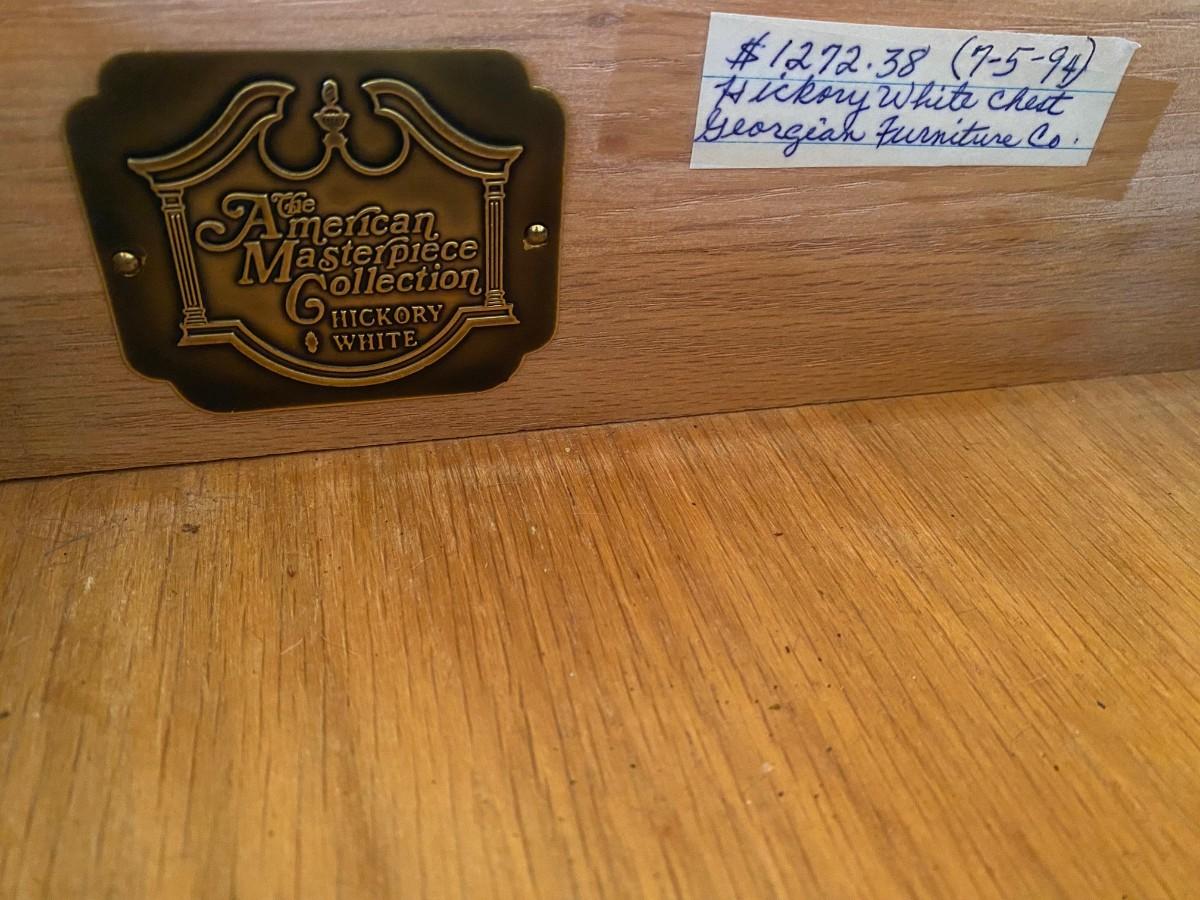 The
American
Masterpiece
Collection
HICKORY
WHITE
$1272.38 (7-5-94)
Hickory White chest
Georgian Furniture Co.